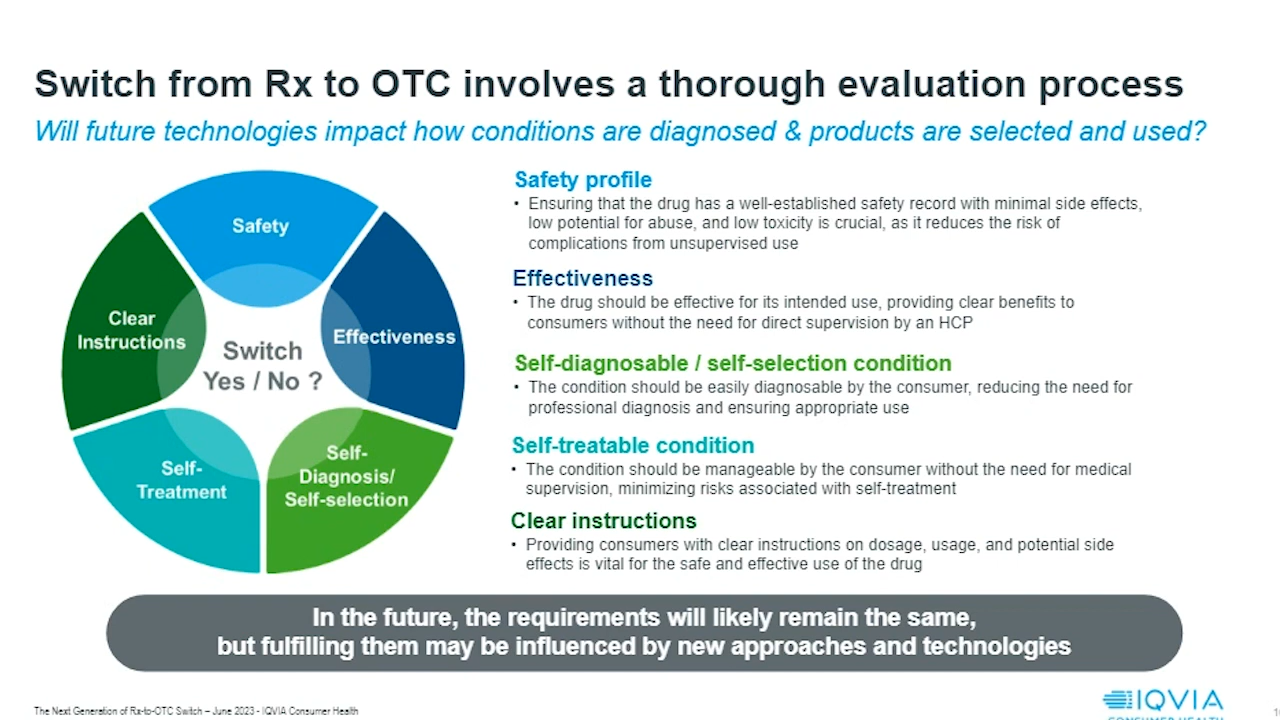 Switch from Rx to OTC involves a thorough evaluation process
Will future technologies impact how conditions are diagnosed & products are selected and used?
Safety
Effectiveness
Self-
Diagnosis/
Self-selection
Self-
Treatment
Clear
Instructions
Switch
Yes / No ?
Safety profile
• Ensuring that the drug has a well-established safety record with minimal side effects,
low potential for abuse, and low toxicity is crucial, as it reduces the risk of
complications from unsupervised use
Effectiveness
• The drug should be effective for its intended use, providing clear benefits to
consumers without the need for direct supervision by an HCP
Self-diagnosable / self-selection condition
• The condition should be easily diagnosable by the consumer, reducing the need for
professional diagnosis and ensuring appropriate use
Self-treatable condition
• The condition should be manageable by the consumer without the need for medical
supervision, minimizing risks associated with self-treatment
Clear instructions
• Providing consumers with clear instructions on dosage, usage, and potential side
effects is vital for the safe and effective use of the drug
In the future, the requirements will likely remain the same,
but fulfilling them may be influenced by new approaches and technologies
The Next Generation of Rx-to-OTC Switch – June 2023 - IQVIA Consumer Health
IQVIA
CONSUMER HEALTH